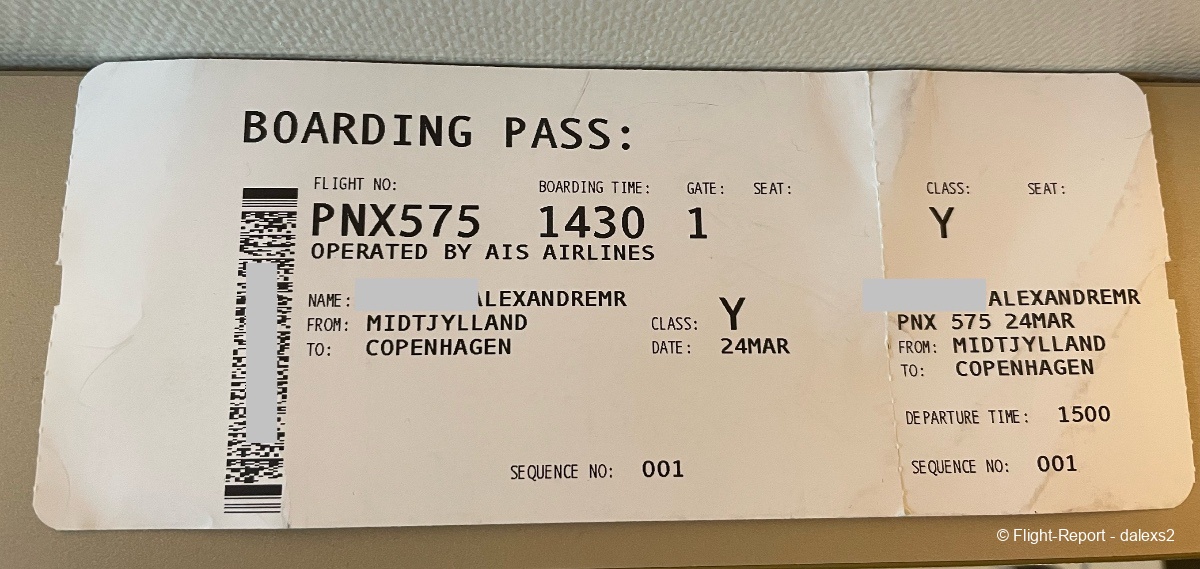 BOARDING PASS:
FLIGHT NO: BOARDING TIME: GATE: SEAT:
PNX575 1430 1
OPERATED BY AIS AIRLINES
NAME: ALEXANDREMR
FROM: MIDTJYLLAND CLASS: Y
TO: COPENHAGEN DATE: 24MAR
SEQUENCE NO: 001
CLASS: SEAT:
Y
ALEXANDREMR
PNX 575 24MAR
FROM: MIDTJYLLAND
TO: COPENHAGEN
DEPARTURE TIME: 1500
SEQUENCE NO: 001
© Flight-Report - dalexs2